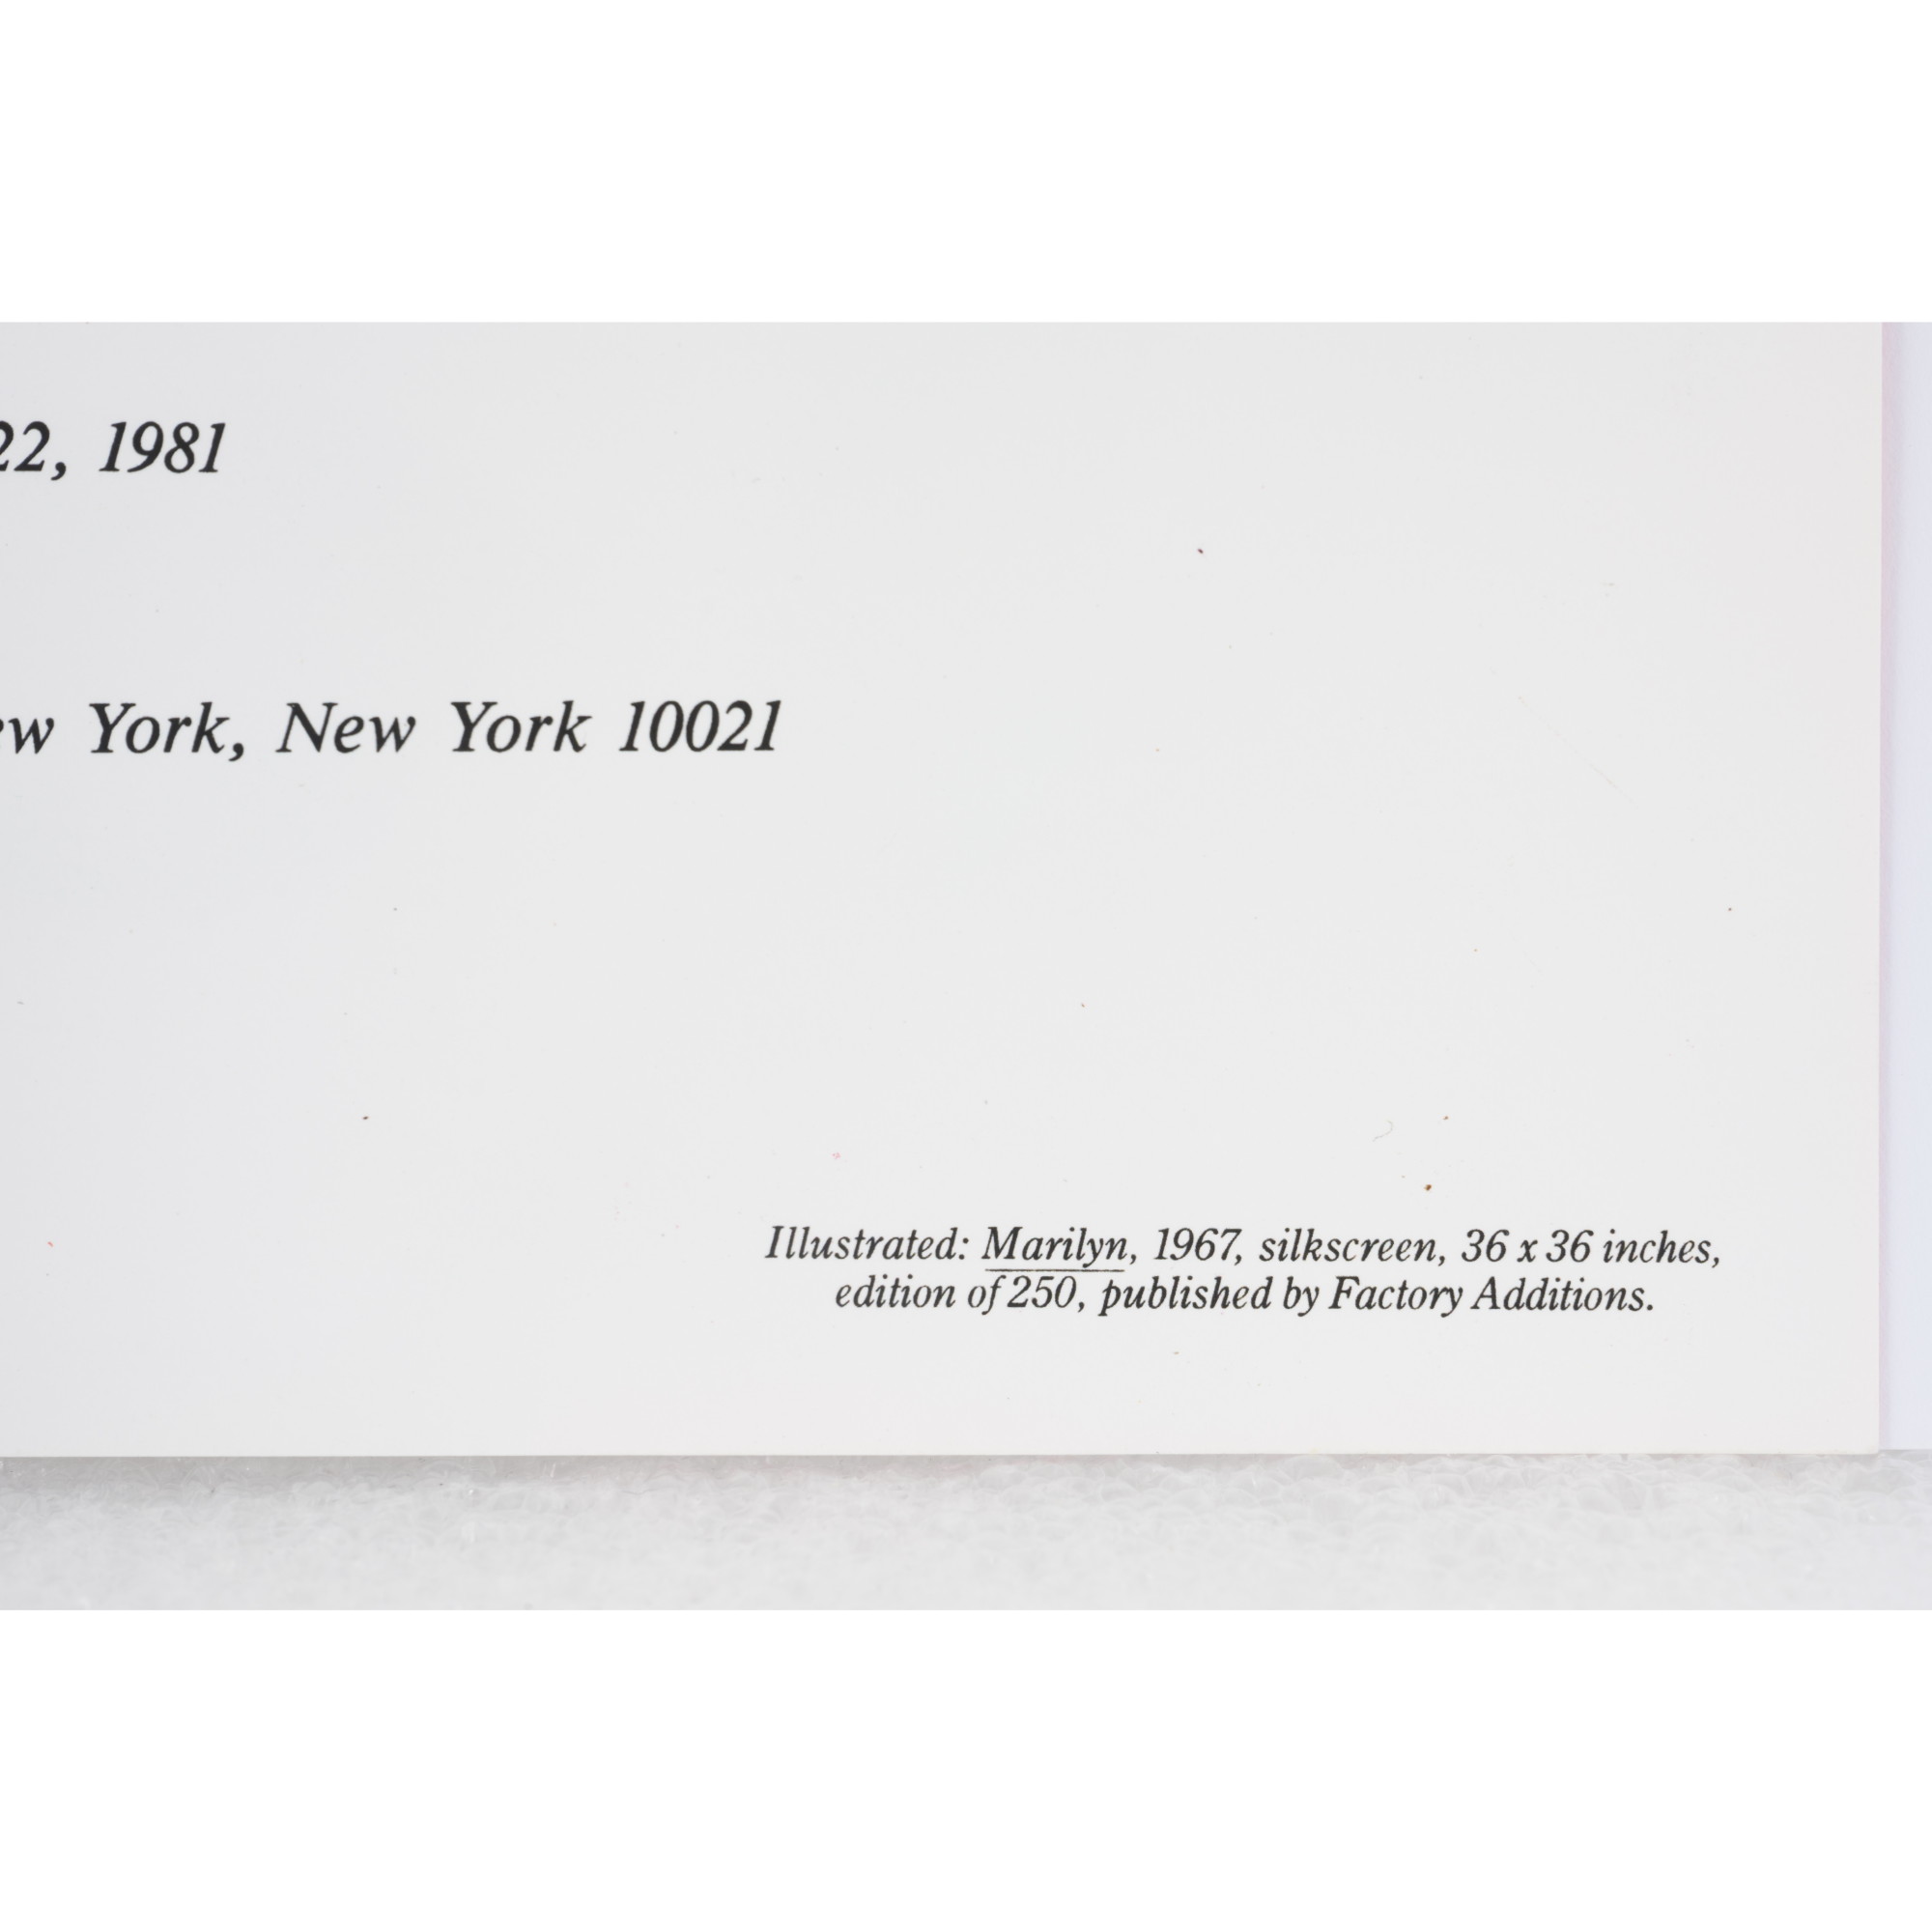 22, 1981
ew York, New York 10021
Illustrated: Marilyn, 1967, silkscreen, 36 x 36 inches,
edition of 250, published by Factory Additions.